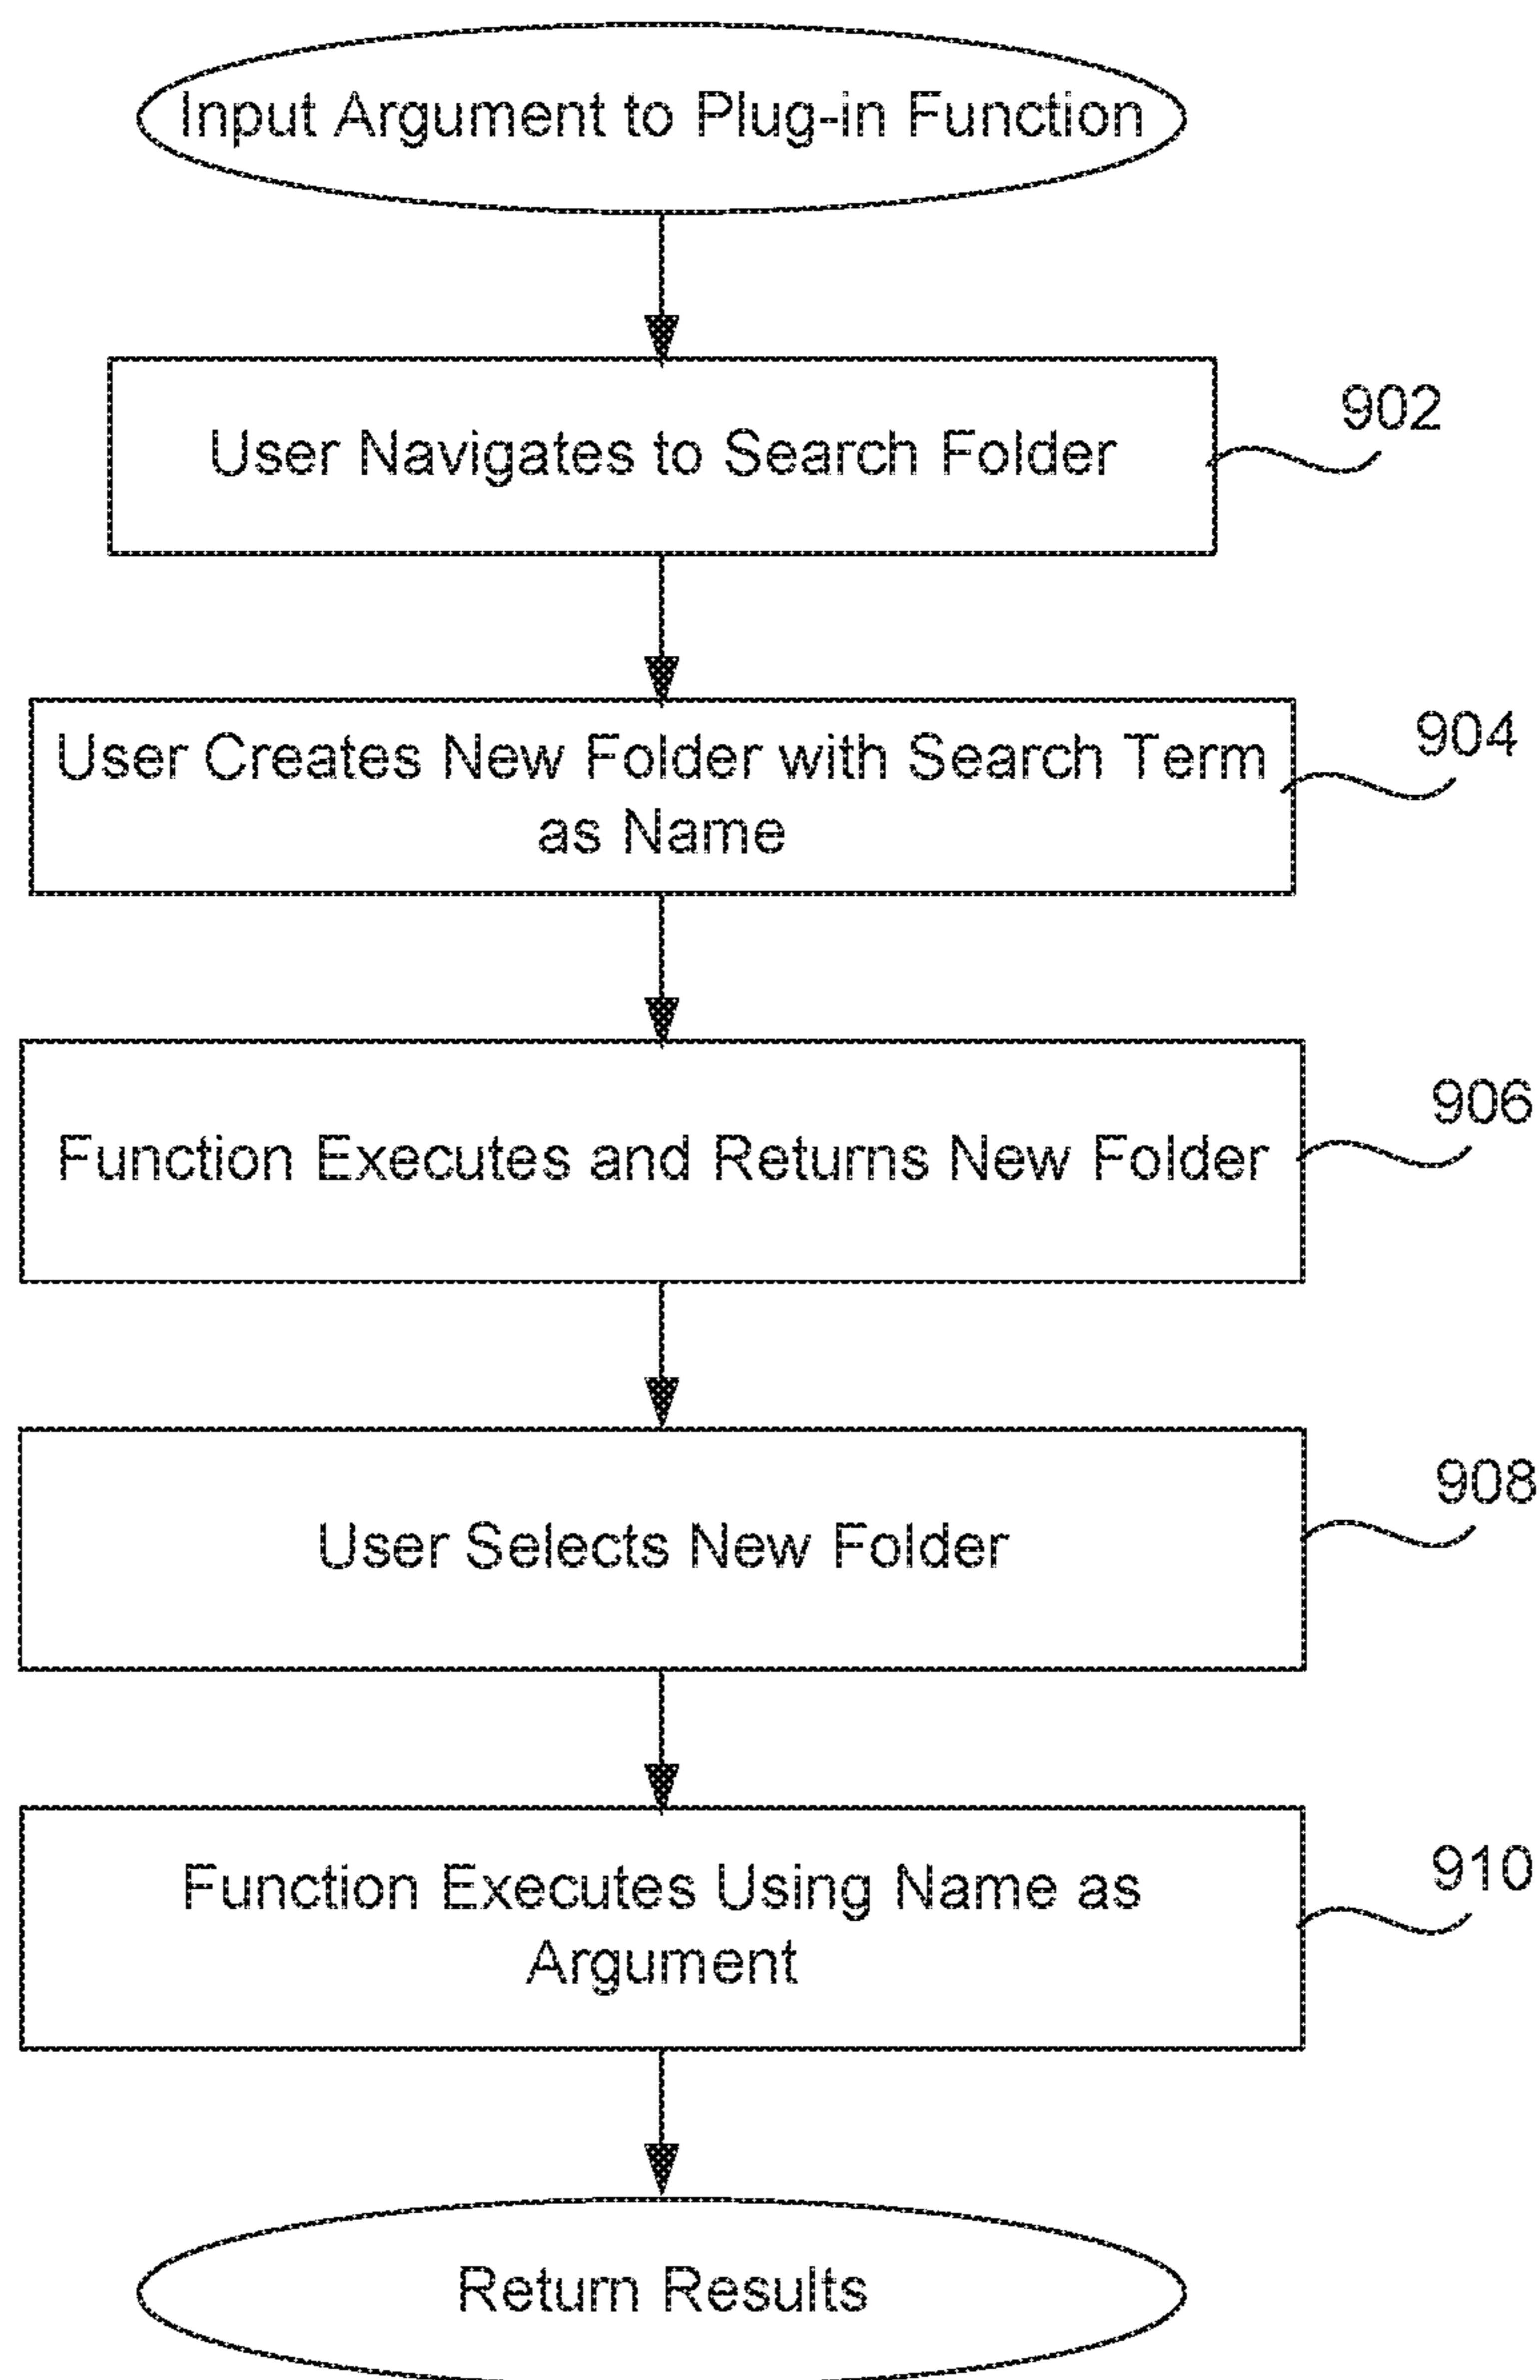 Input Argument to Plug-in Function
User Navigates to Search Folder
902
User Creates New Folder with Search Term
as Name
904
Function Executes and Returns New Folder
906
User Selects New Folder
908
Function Executes Using Name as
Argument
910
Return Results